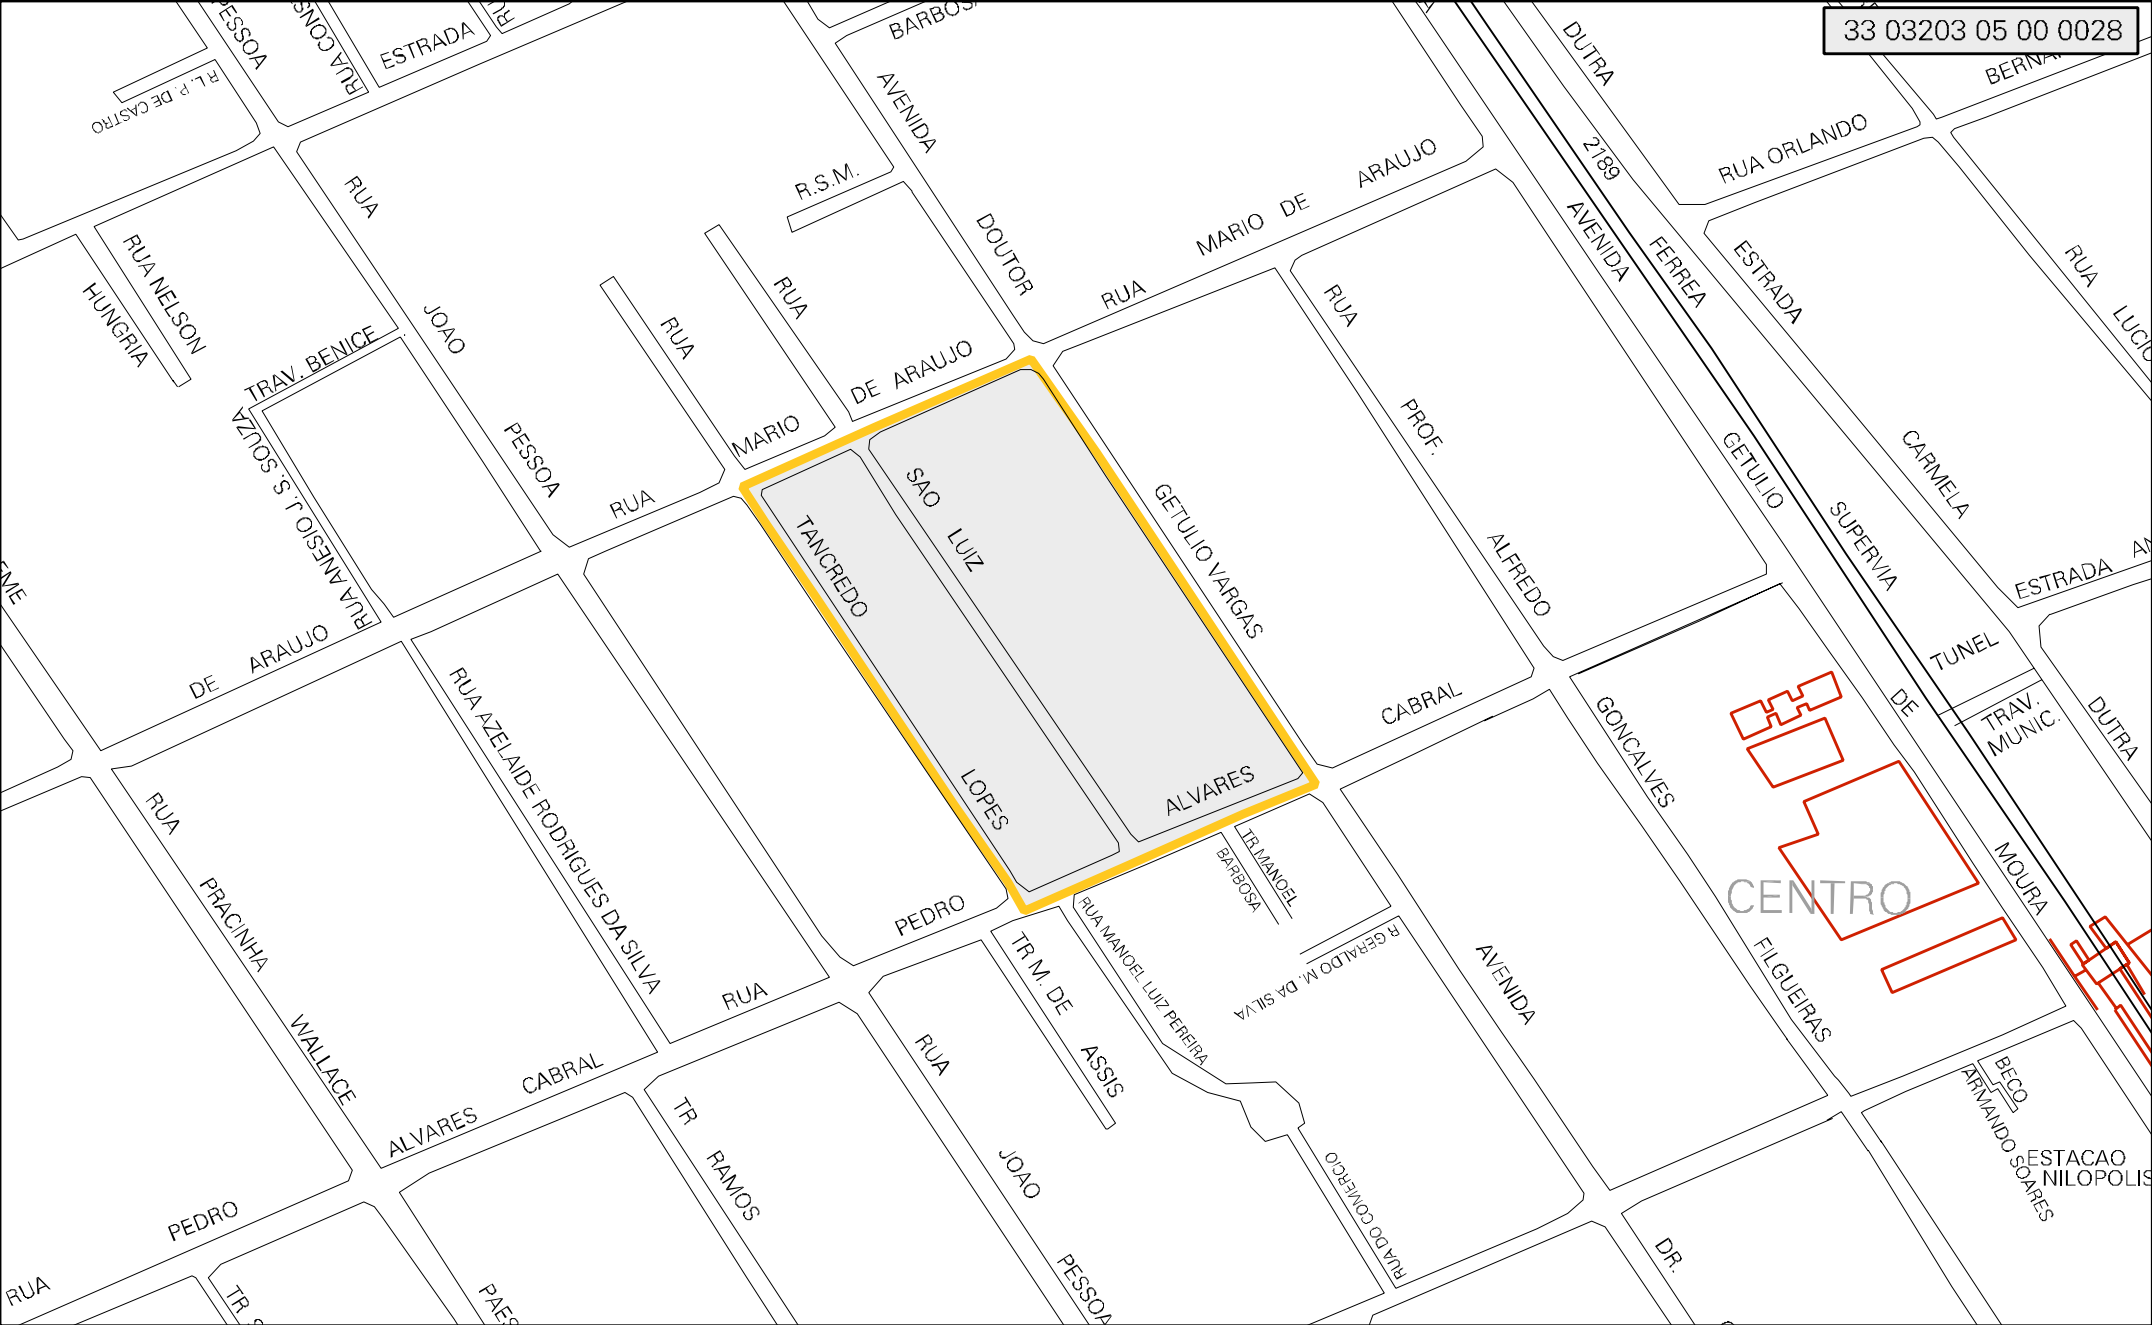 33 03203 05 00 0028
PESSOA
ESTRADA
AVENIDA
DUTRA
R.L. P. DE CASTRO
RUA ORLANDO
2189
R.S.M.
RUA
MARIO DE ARAUJO
DOUTOR
AVENIDA
FERREA
ESTRADA
RUA
RUA NELSON
HUNGRIA
JOAO
RUA
RUA
RUA
RUA
TRAV. BENICE
DE ARAUJO
MARIO
RUA
PESSOA
PROF.
GETULIO
CARMELA
RUA ANESIO J. S. SOUZA
SAO
LUIZ
TANCREDO
GETULIO VARGAS
ALFREDO
SUPERVIA
ESTRADA
DE ARAUJO
TUNEL
TRAV.
MUNIC.
DE
DUTRA
CABRAL
GONCALVES
RUA AZELAIDE RODRIGUES DA SILVA
LOPES
ALVARES
RUA
PRACINHA
WALLACE
PEDRO
RUA
TR.MANOEL
BARBOSA
CENTRO
MOURA
RUA MANOEL LUIZ PEREIRA
R.GERALDO M. DA SILVA
AVENIDA
FILGUEIRAS
TR M. DE
ASSIS
RUA
JOAO
PESSOA
CABRAL
ALVARES
TR
RAMOS
BECO
ARMANDO SOARES
ESTACAO
NILOPOLIS
RUA DO COMERCIO
PEDRO
RUA
DR.
TR
PAES